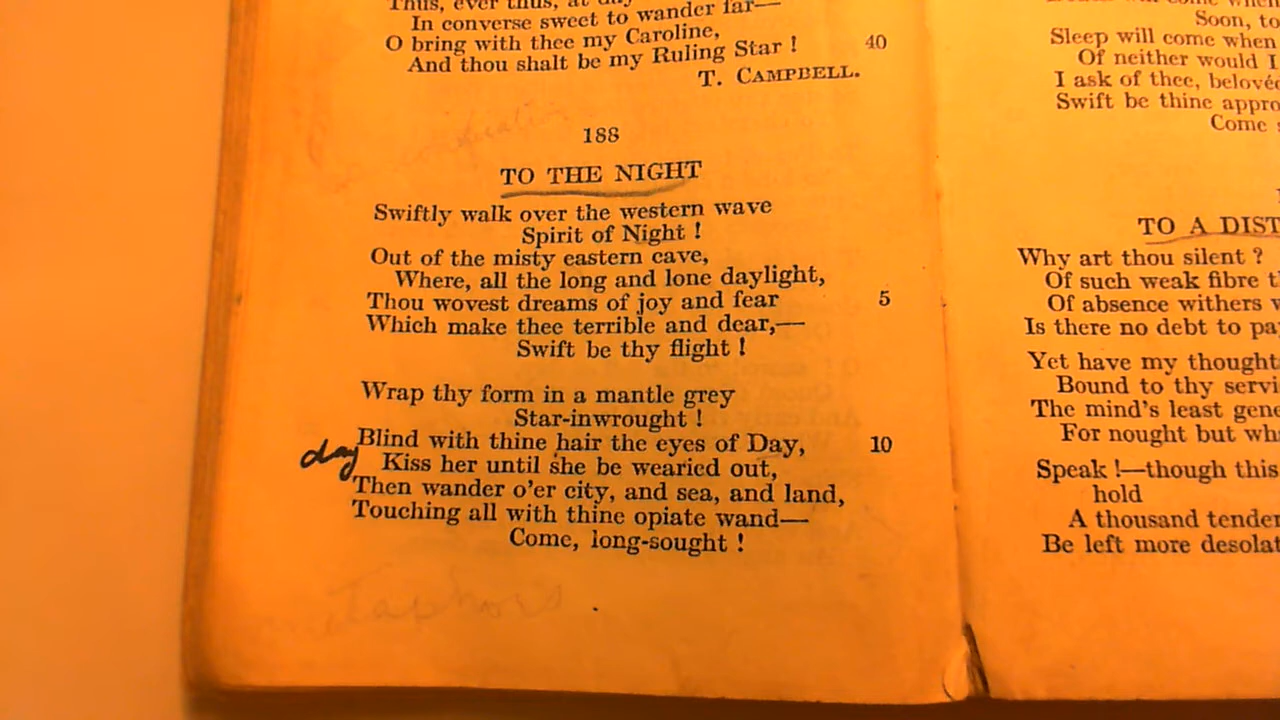 Thus, ever thus, at day
In converse sweet to wander far—
O bring with thee my Caroline,
And thou shalt be my Ruling Star ! 40
T. CAMPBELL.
188
TO THE NIGHT
Swiftly walk over the western wave
Spirit of Night !
Out of the misty eastern cave,
Where, all the long and lone daylight,
Thou wovest dreams of joy and fear 5
Which make thee terrible and dear,—
Swift be thy flight !
Wrap thy form in a mantle grey
Star-inwrought !
Blind with thine hair the eyes of Day, 10
day
Kiss her until she be wearied out,
Then wander o'er city, and sea, and land,
Touching all with thine opiate wand—
Come, long-sought !
Soon, to
Sleep will come when
Of neither would I
I ask of thee, belovéd
Swift be thine appro
Come
TO A DIST
Why art thou silent ?
Of such weak fibre t
Of absence withers
Is there no debt to pa
Yet have my thought
Bound to thy servi
The mind's least gene
For nought but wh
Speak !—though this
hold
A thousand tender
Be left more desolat